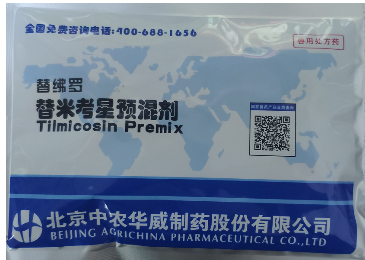 全国免费咨询电话:400-688-1656
兽用处方药
替绋罗
替米考星预混剂
Tilmicosin Premix
北京中农华威制药股份有限公司
BEIJING AGRICHINA PHARMACEUTICAL CO.,LTD